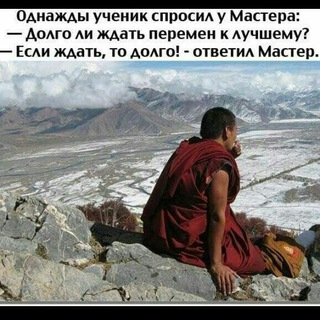 Однажды ученик спросил у Мастера:
— Долго ли ждать перемен к лучшему?
— Если ждать, то долго! - ответил Мастер.